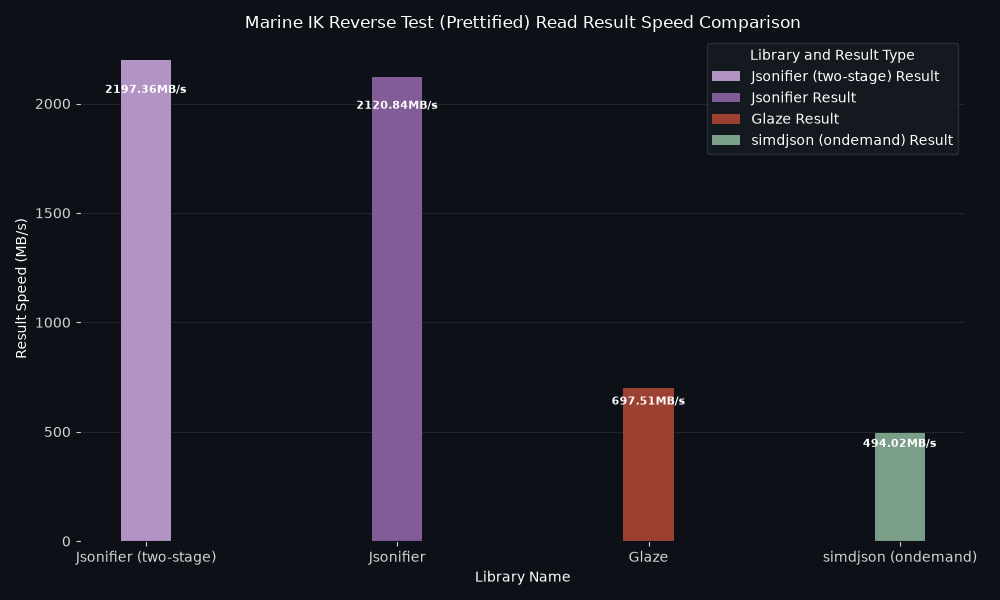 Marine IK Reverse Test (Prettified) Read Result Speed Comparison
Library and Result Type
Jsonifier (two-stage) Result
Jsonifier Result
Glaze Result
simdjson (ondemand) Result
Result Speed (MB/s)
2000
1500
1000
500
0
2197.36MB/s
2120.84MB/s
697.51MB/s
494.02MB/s
Jsonifier (two-stage)
Jsonifier
Glaze
simdjson (ondemand)
Library Name